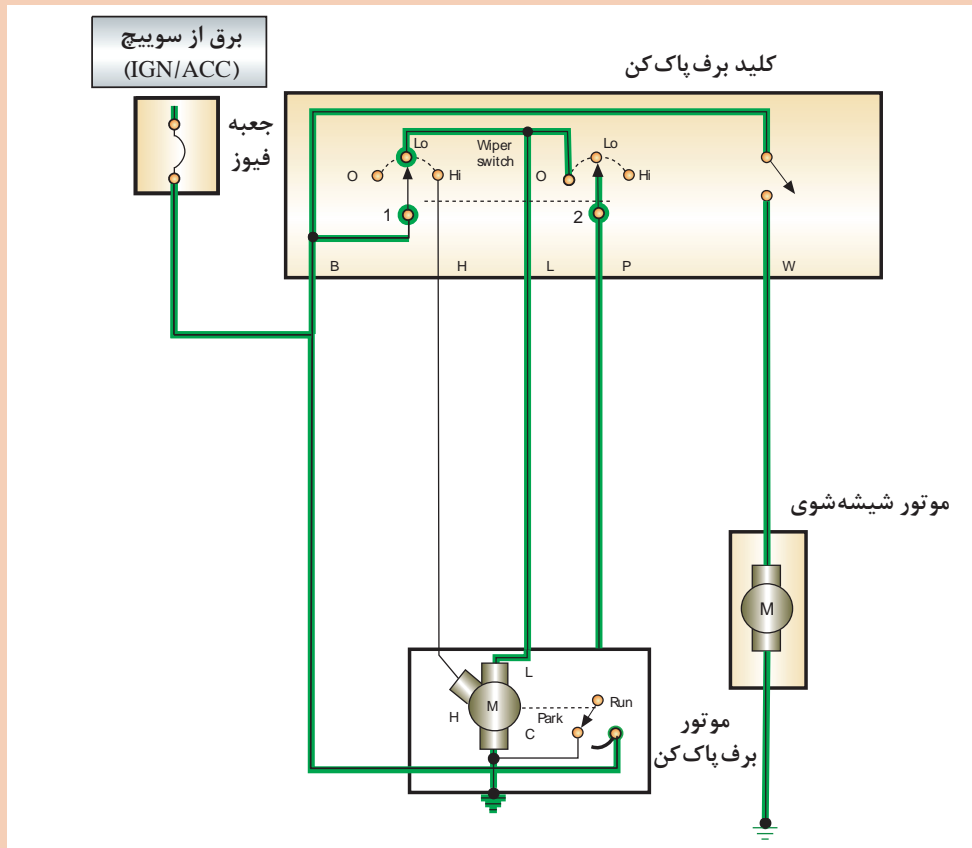 برق از سوییچ
(IGN/ACC)
جعبه
فیوز
کلید برف پاک کن
Lo
Wiper
switch
Lo
O
Hi
O
Hi
1
2
B
H
L
P
W
موتور شیشه‌شوی
M
L
M
Run
H
Park
C
موتور
برف پاک کن